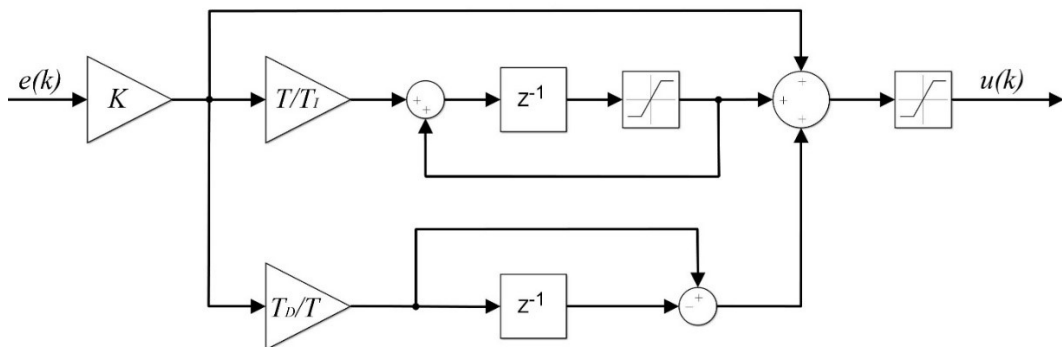 e(k)
K
T/T_I
+
+
z⁻¹
+
+
+
u(k)
T_D/T
z⁻¹
+
−